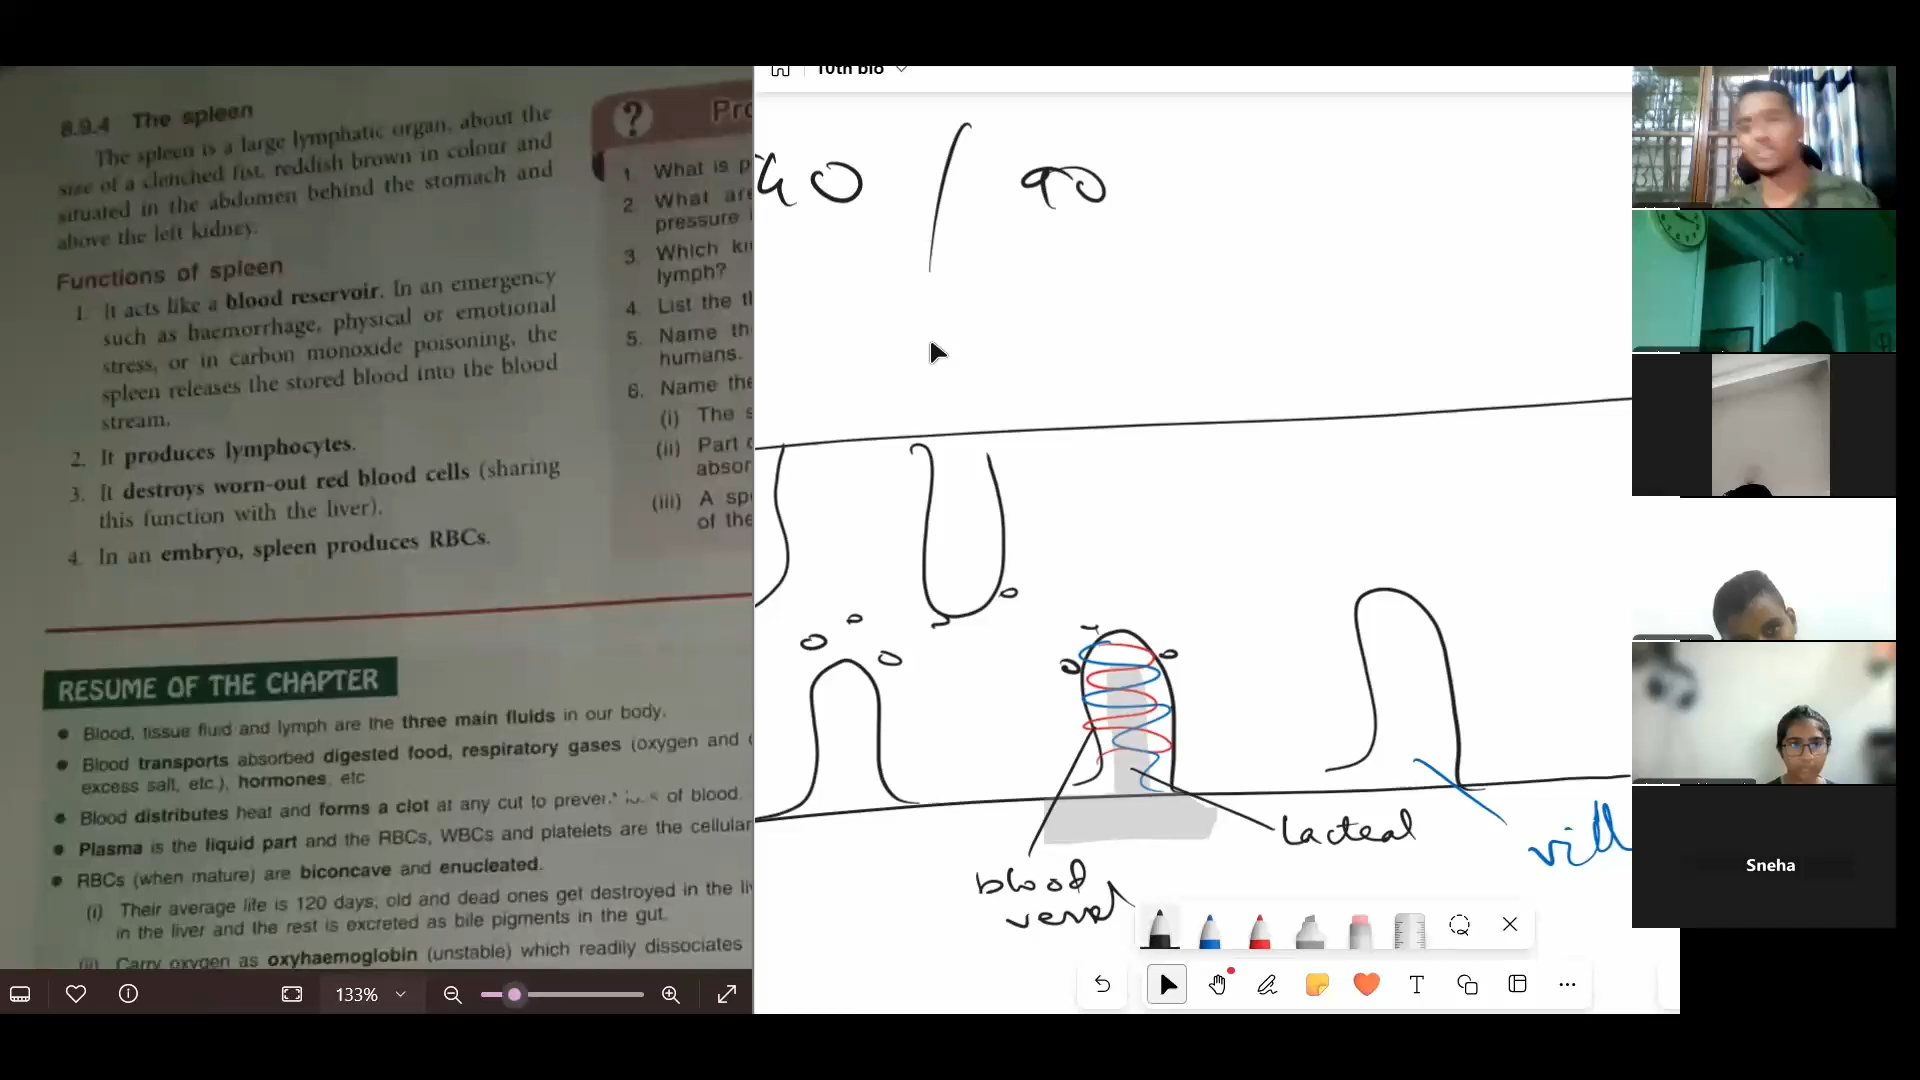 8.9.4 The spleen
The spleen is a large lymphatic organ, about the
size of a clenched fist, reddish brown in colour and
situated in the abdomen behind the stomach and
above the left kidney.
Functions of spleen
1. It acts like a blood reservoir. In an emergency
such as haemorrhage, physical or emotional
stress, or in carbon monoxide poisoning, the
spleen releases the stored blood into the blood
stream.
2. It produces lymphocytes.
3. It destroys worn-out red blood cells (sharing
this function with the liver).
4. In an embryo, spleen produces RBCs.
?
1. What is
2. What
pressure
3. Which
lymph?
4. List the
5. Name
humans.
6. Name the
(i) The
(ii) Part
(iii) A
of the
RESUME OF THE CHAPTER
• Blood, tissue fluid and lymph are the three main fluids in our body.
• Blood transports absorbed digested food, respiratory gases (oxygen and
excess salt, etc.), hormones, etc
• Blood distributes heat and forms a clot at any cut to of blood.
• Plasma is the liquid part and the RBCs, WBCs and platelets are the cellular
• RBCs (when mature) are biconcave and enucleated.
(i) Their average life is 120 days, old and dead ones get destroyed in the
in the liver and the rest is excreted as bile pigments in the gut.
(ii) Carry oxygen as oxyhaemoglobin (unstable) which readily dissociates
133%
10th bio
40 / 90
Lacteal
blood
vill
T
Sneha